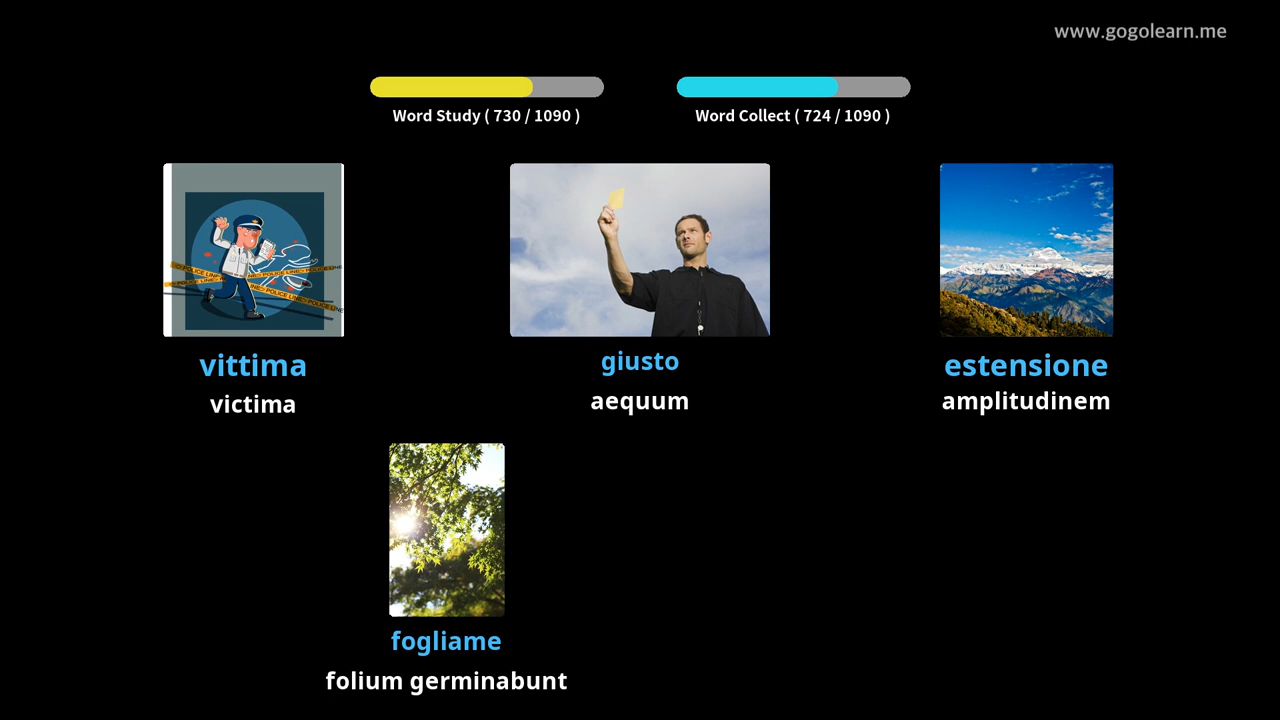 www.gogolearn.me
Word Study ( 730 / 1090 )
Word Collect ( 724 / 1090 )
vittima
victima
giusto
aequum
estensione
amplitudinem
fogliame
folium germinabunt